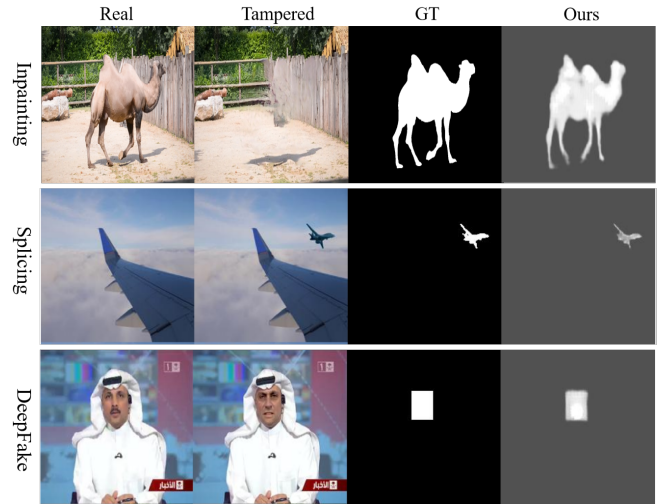 Real Tampered GT Ours
Inpainting
Splicing
DeepFake
الأخبار
الأخبار